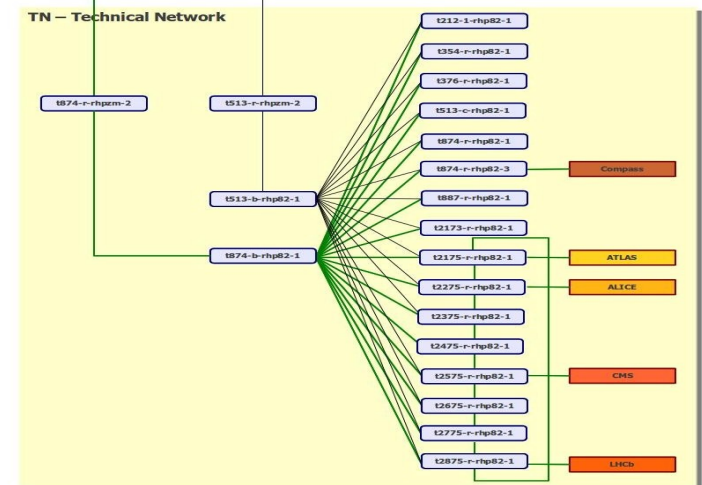 TN – Technical Network
t212-1-rhp82-1
t354-r-rhp82-1
t376-r-rhp82-1
t874-r-rhpzm-2
t513-r-rhpzm-2
t513-c-rhp82-1
t874-r-rhp82-1
t874-r-rhp82-3
Compass
t513-b-rhp82-1
t887-r-rhp82-1
t2173-r-rhp82-1
t874-b-rhp82-1
t2175-r-rhp82-1
ATLAS
t2275-r-rhp82-1
ALICE
t2375-r-rhp82-1
t2475-r-rhp82-1
t2575-r-rhp82-1
CMS
t2675-r-rhp82-1
t2775-r-rhp82-1
t2875-r-rhp82-1
LHCb